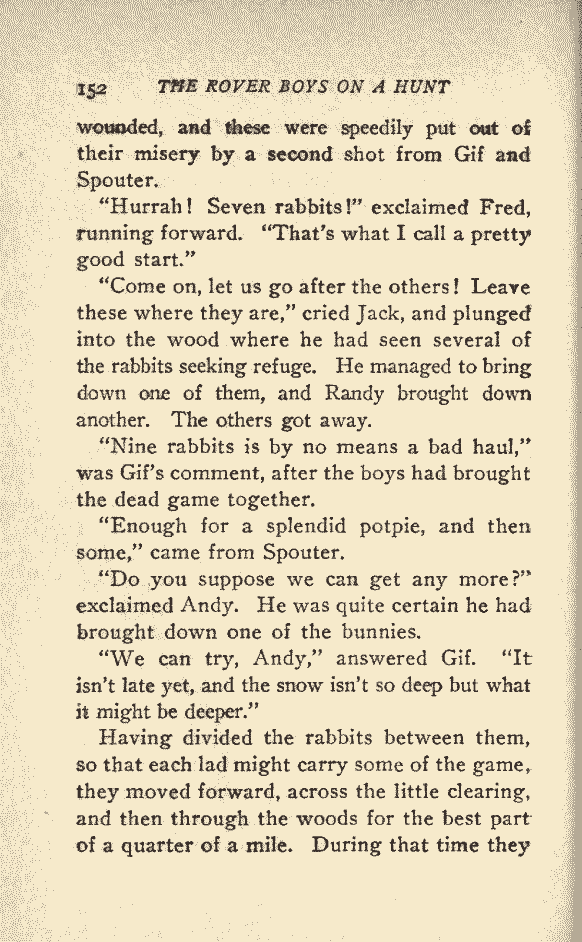 152 THE ROVER BOYS ON A HUNT
wounded, and these were speedily put out of
their misery by a second shot from Gif and
Spouter.
"Hurrah! Seven rabbits!" exclaimed Fred,
running forward. "That's what I call a pretty
good start."
"Come on, let us go after the others! Leave
these where they are," cried Jack, and plunged
into the wood where he had seen several of
the rabbits seeking refuge. He managed to bring
down one of them, and Randy brought down
another. The others got away.
"Nine rabbits is by no means a bad haul,"
was Gif's comment, after the boys had brought
the dead game together.
"Enough for a splendid potpie, and then
some," came from Spouter.
"Do you suppose we can get any more?"
exclaimed Andy. He was quite certain he had
brought down one of the bunnies.
"We can try, Andy," answered Gif. "It
isn't late yet, and the snow isn't so deep but what
it might be deeper."
Having divided the rabbits between them,
so that each lad might carry some of the game,
they moved forward, across the little clearing,
and then through the woods for the best part
of a quarter of a mile. During that time they